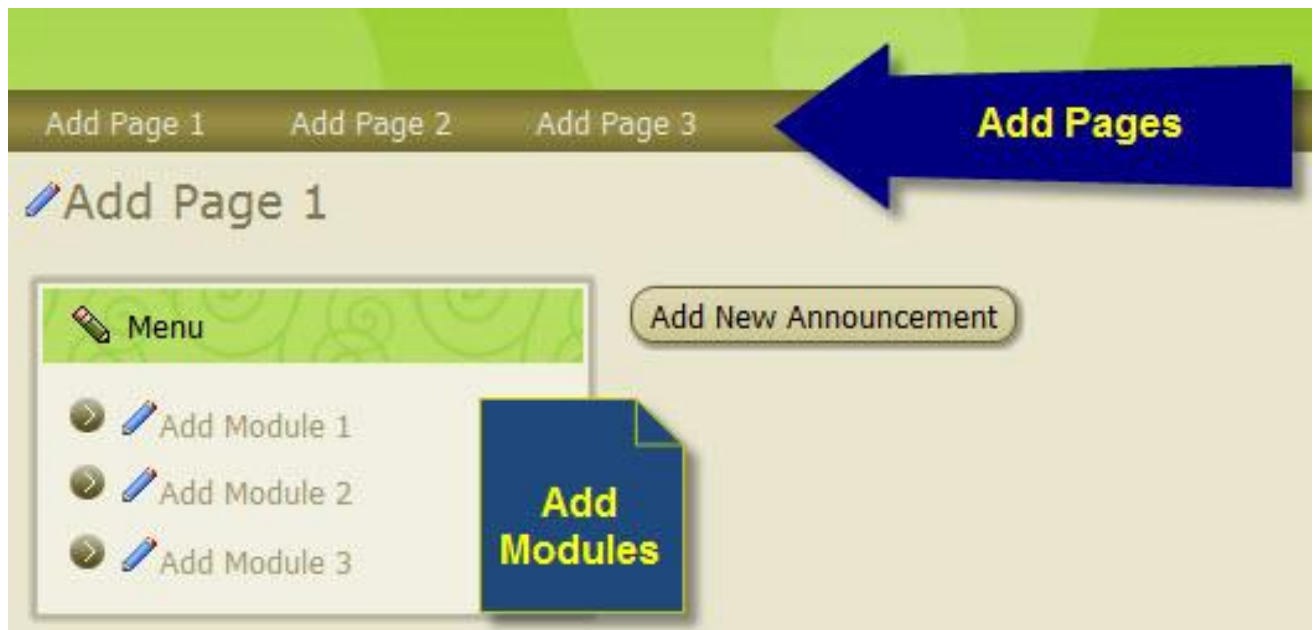 Add Page 1 Add Page 2 Add Page 3 Add Pages
Add Page 1
Menu
Add New Announcement
Add Module 1
Add Module 2
Add Module 3
Add
Modules